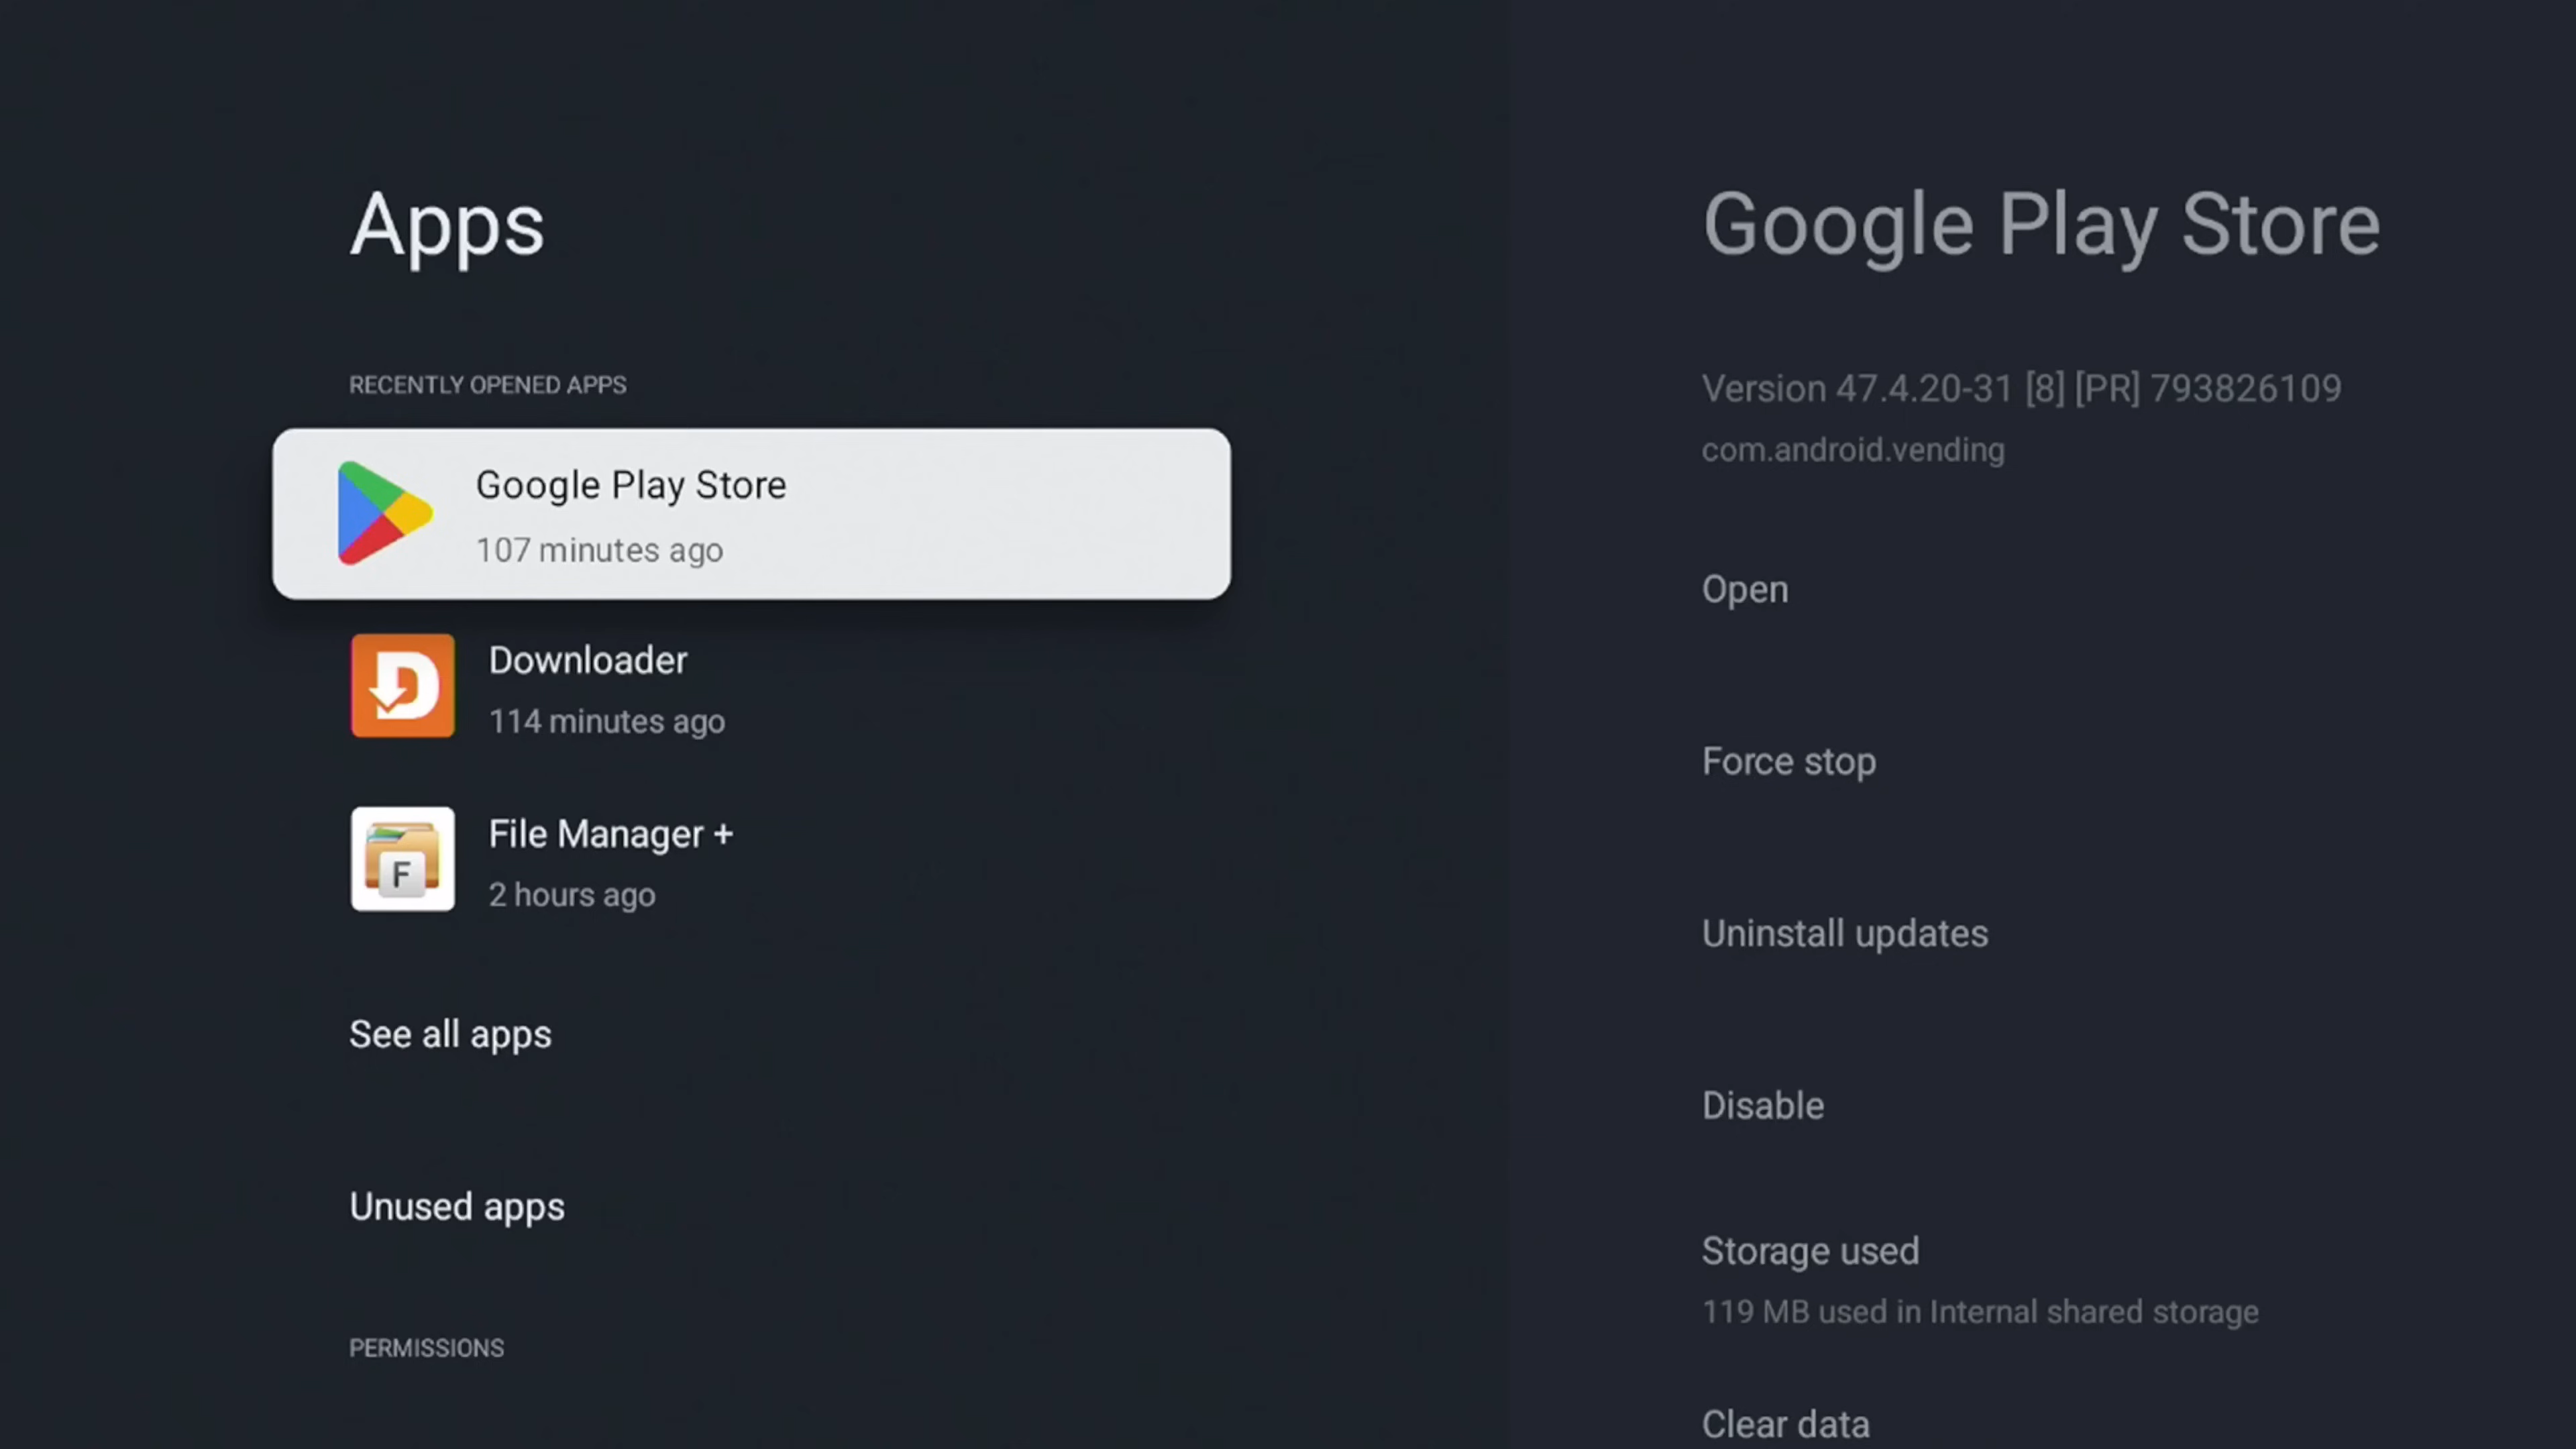 Apps
RECENTLY OPENED APPS
Google Play Store
107 minutes ago
Downloader
114 minutes ago
File Manager +
2 hours ago
See all apps
Unused apps
PERMISSIONS
Google Play Store
Version 47.4.20-31 [8] [PR] 793826109
com.android.vending
Open
Force stop
Uninstall updates
Disable
Storage used
119 MB used in Internal shared storage
Clear data